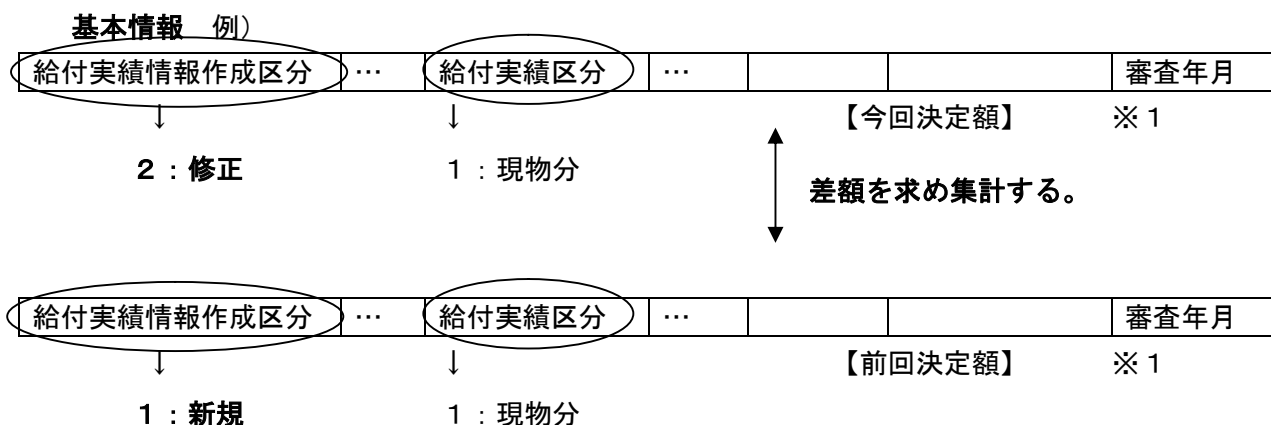 基本情報　例）
給付実績情報作成区分 … 給付実績区分 … 審査年月
↓ ↓ 【今回決定額】 ※１
２：修正 １：現物分
差額を求め集計する。
給付実績情報作成区分 … 給付実績区分 … 審査年月
↓ ↓ 【前回決定額】 ※１
１：新規 １：現物分